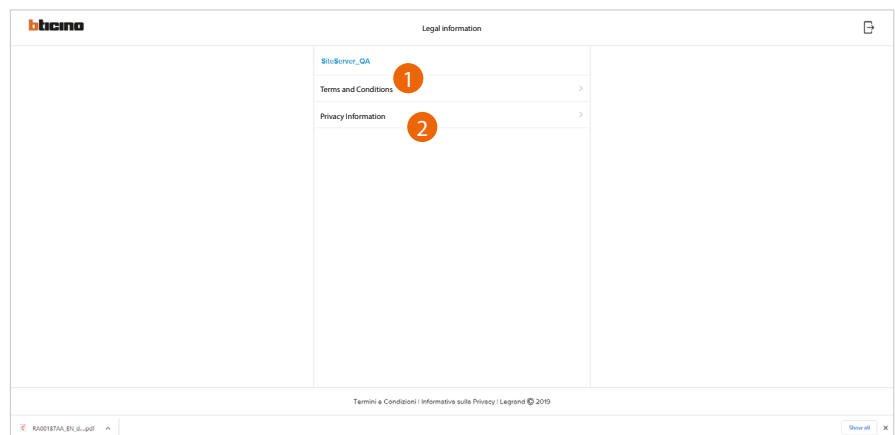 bticino
Legal information
SiteServer_QA
1
Terms and Conditions
Privacy Information
2
Termini e Condizioni | Informativa sulla Privacy | Legrand © 2019
RA00187AA_EN_d...pdf
Show all